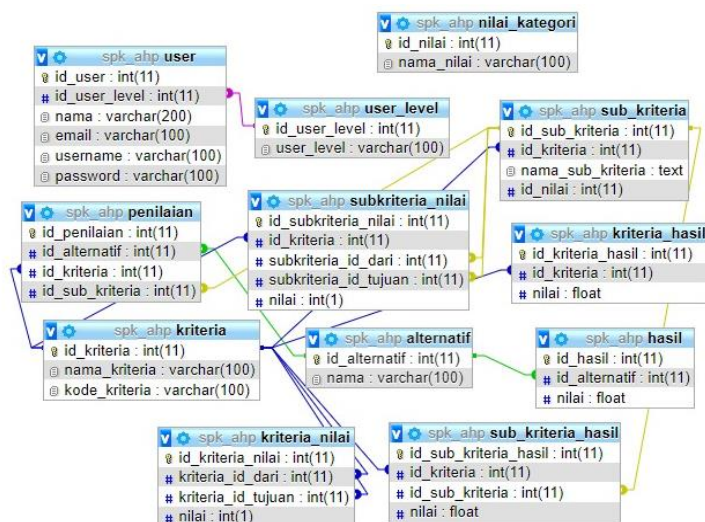 spk_ahp nilai_kategori
id_nilai : int(11)
nama_nilai : varchar(100)
spk_ahp user
id_user : int(11)
id_user_level : int(11)
nama : varchar(200)
email : varchar(100)
username : varchar(100)
password : varchar(100)
spk_ahp user_level
id_user_level : int(11)
user_level : varchar(100)
spk_ahp sub_kriteria
id_sub_kriteria : int(11)
id_kriteria : int(11)
nama_sub_kriteria : text
id_nilai : int(11)
spk_ahp penilaian
id_penilaian : int(11)
id_alternatif : int(11)
id_kriteria : int(11)
id_sub_kriteria : int(11)
spk_ahp subkriteria_nilai
id_subkriteria_nilai : int(11)
id_kriteria : int(11)
subkriteria_id_dari : int(11)
subkriteria_id_tujuan : int(11)
nilai : int(1)
spk_ahp kriteria_hasil
id_kriteria_hasil : int(11)
id_kriteria : int(11)
nilai : float
spk_ahp kriteria
id_kriteria : int(11)
nama_kriteria : varchar(100)
kode_kriteria : varchar(100)
spk_ahp alternatif
id_alternatif : int(11)
nama : varchar(100)
spk_ahp hasil
id_hasil : int(11)
id_alternatif : int(11)
nilai : float
spk_ahp kriteria_nilai
id_kriteria_nilai : int(11)
kriteria_id_dari : int(11)
kriteria_id_tujuan : int(11)
nilai : int(1)
spk_ahp sub_kriteria_hasil
id_sub_kriteria_hasil : int(11)
id_kriteria : int(11)
id_sub_kriteria : int(11)
nilai : float